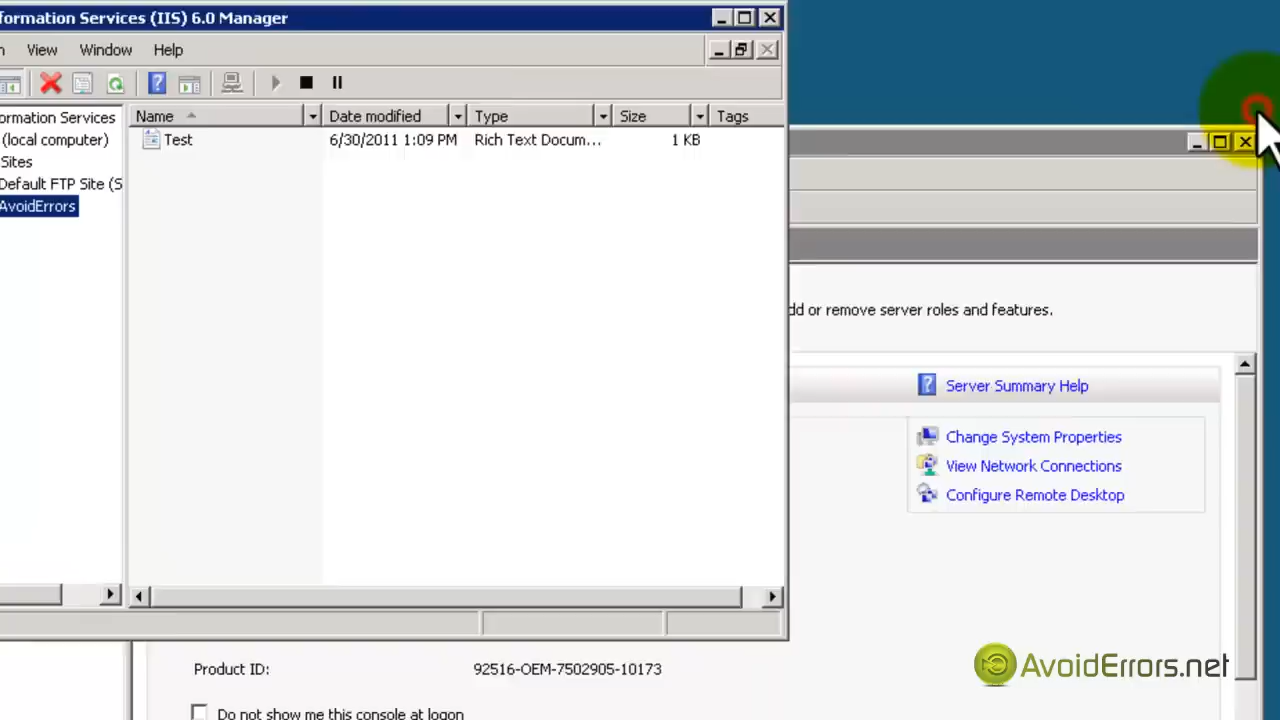 formation Services (IIS) 6.0 Manager
View Window Help
ormation Services
(local computer)
Sites
Default FTP Site (S
AvoidErrors
Name Date modified Type Size Tags
Test 6/30/2011 1:09 PM Rich Text Docum... 1 KB
dd or remove server roles and features.
Server Summary Help
Change System Properties
View Network Connections
Configure Remote Desktop
Product ID: 92516-OEM-7502905-10173
Do not show me this console at logon
AvoidErrors.net